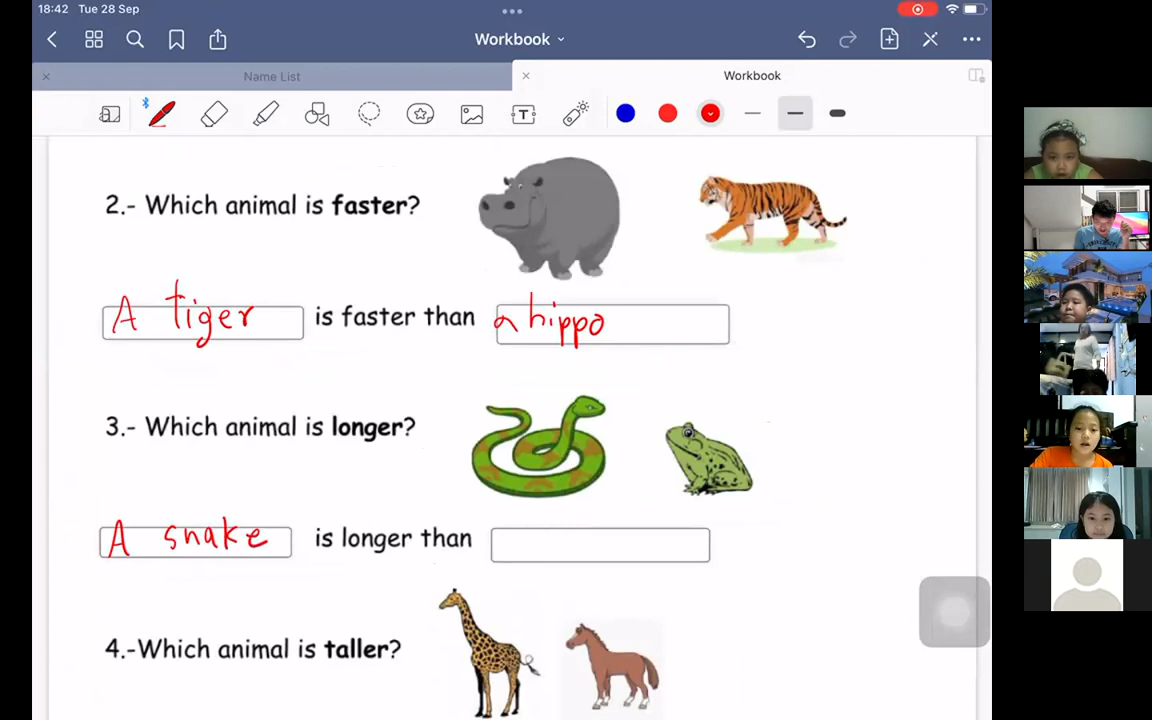 18:42 Tue 28 Sep
Workbook
Name List
Workbook
T
2.- Which animal is faster?
A tiger is faster than a hippo
3.- Which animal is longer?
A snake is longer than
4.-Which animal is taller?